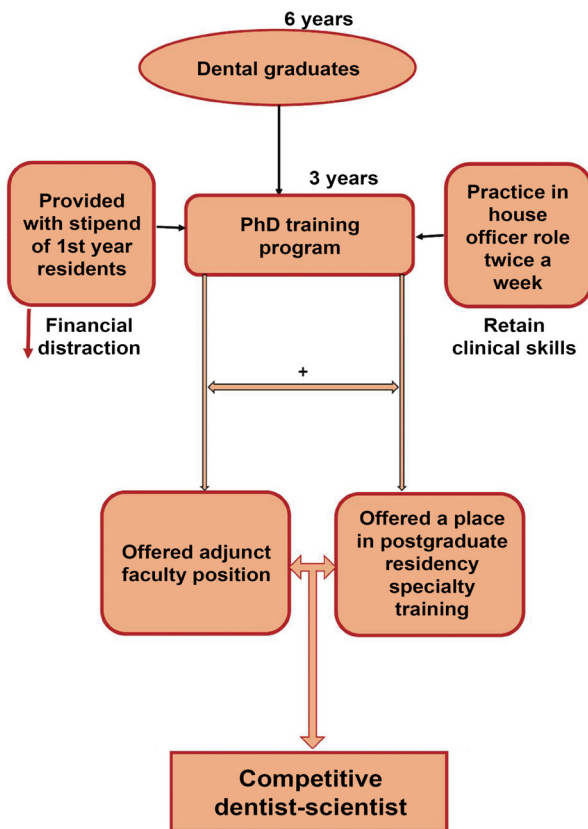 6 years
Dental graduates
3 years
Provided
with stipend
of 1st year
residents
PhD training
program
Practice in
house
officer role
twice a
week
Financial
distraction
Retain
clinical skills
+
Offered adjunct
faculty position
Offered a place
in postgraduate
residency
specialty
training
Competitive
dentist-scientist